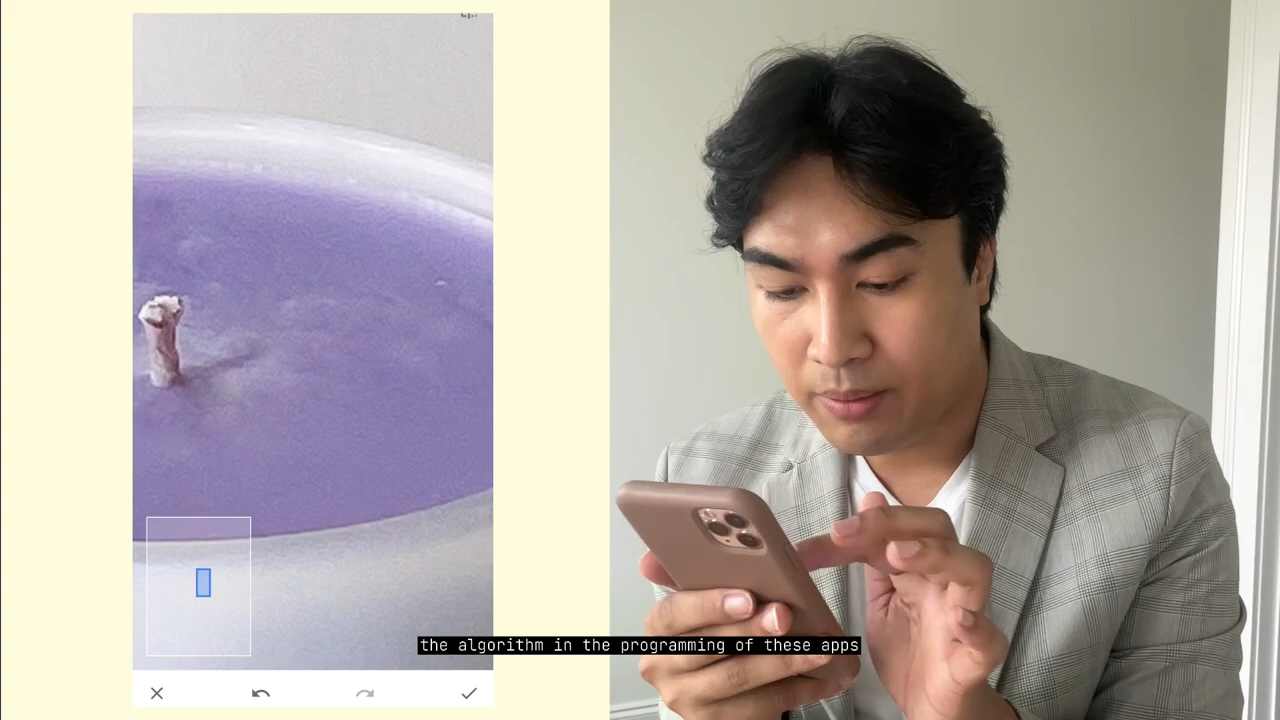 the algorithm in the programming of these apps